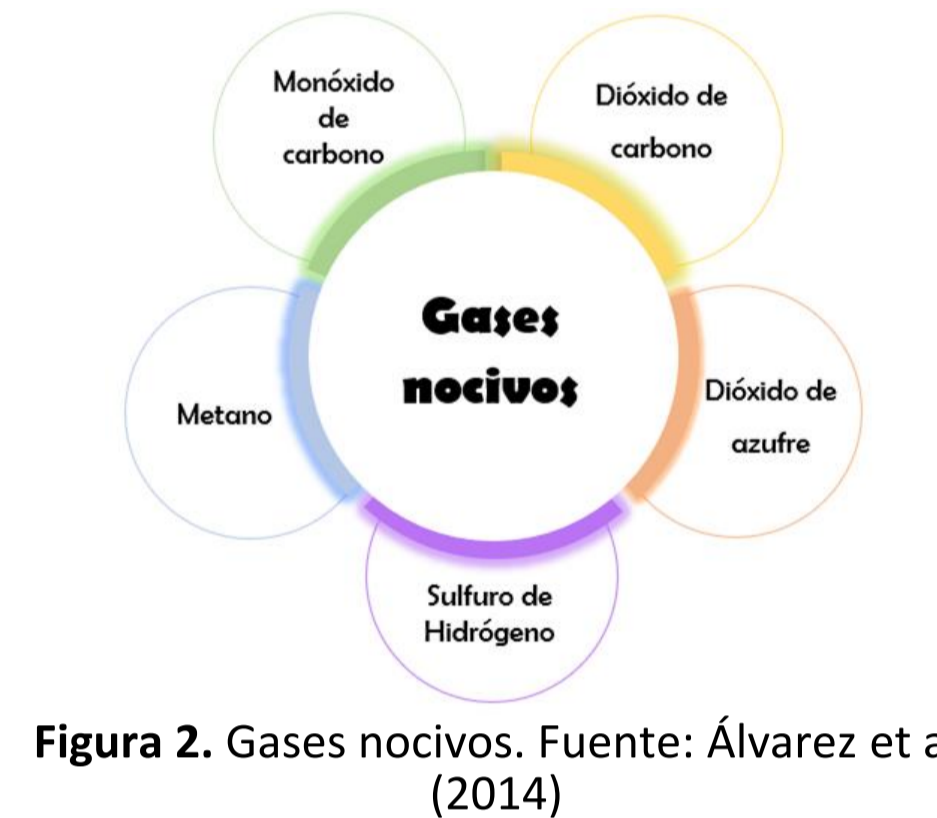 Monóxido
de
carbono
Dióxido de
carbono
Gases
nocivos
Metano
Dióxido de
azufre
Sulfuro de
Hidrógeno
Figura 2. Gases nocivos. Fuente: Álvarez et a
(2014)